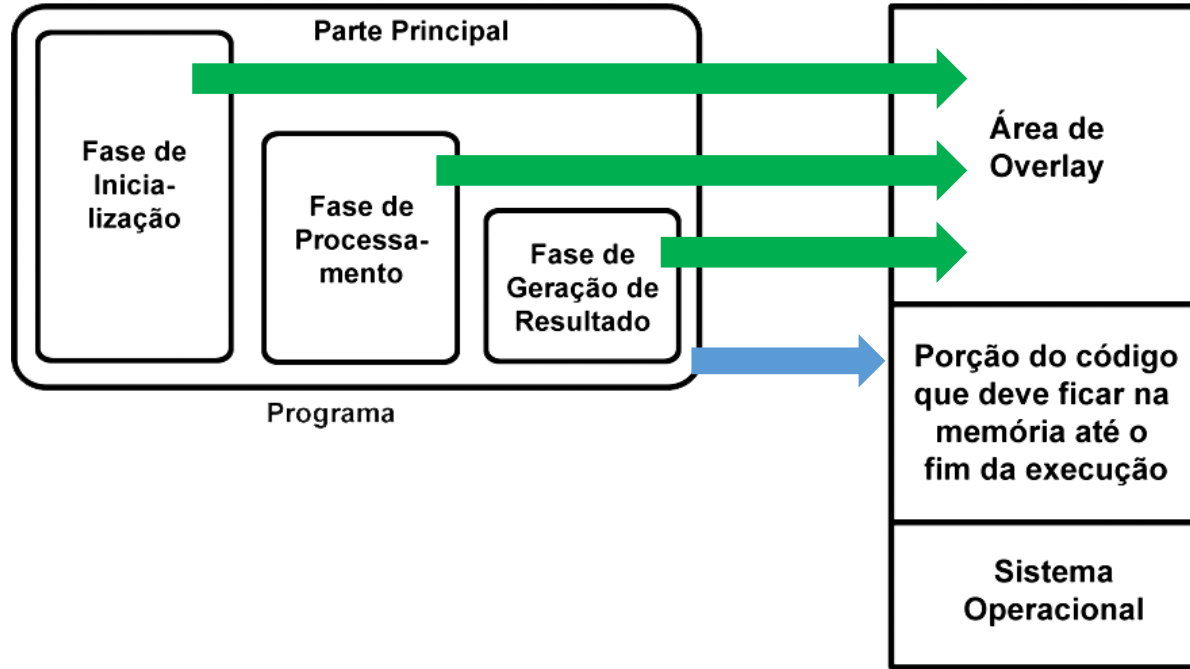 Parte Principal
Fase de
Inicia-
lização
Fase de
Processa-
mento
Fase de
Geração de
Resultado
Programa
Área de
Overlay
Porção do código
que deve ficar na
memória até o
fim da execução
Sistema
Operacional